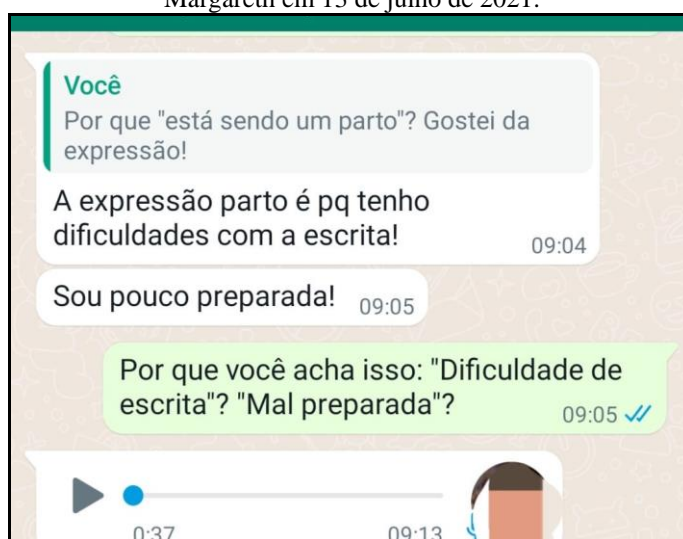 Margareth em 13 de julho de 2021.
Você
Por que "está sendo um parto"? Gostei da
expressão!
A expressão parto é pq tenho
dificuldades com a escrita!
09:04
Sou pouco preparada! 09:05
Por que você acha isso: "Dificuldade de
escrita"? "Mal preparada"?
09:05
0:37 09:13